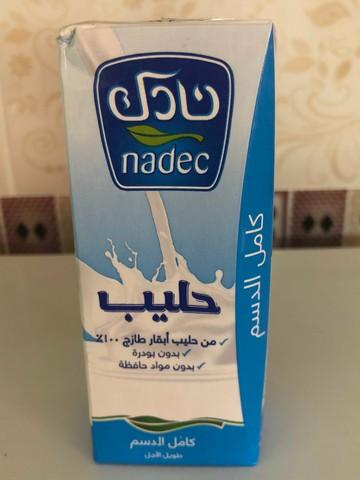 نادك
nadec
حليب
✓ من حليب أبقار طازج ١٠٠٪
✓ بدون بودرة
✓ بدون مواد حافظة
كامل الدسم
طويل الأجل
كامل الدسم